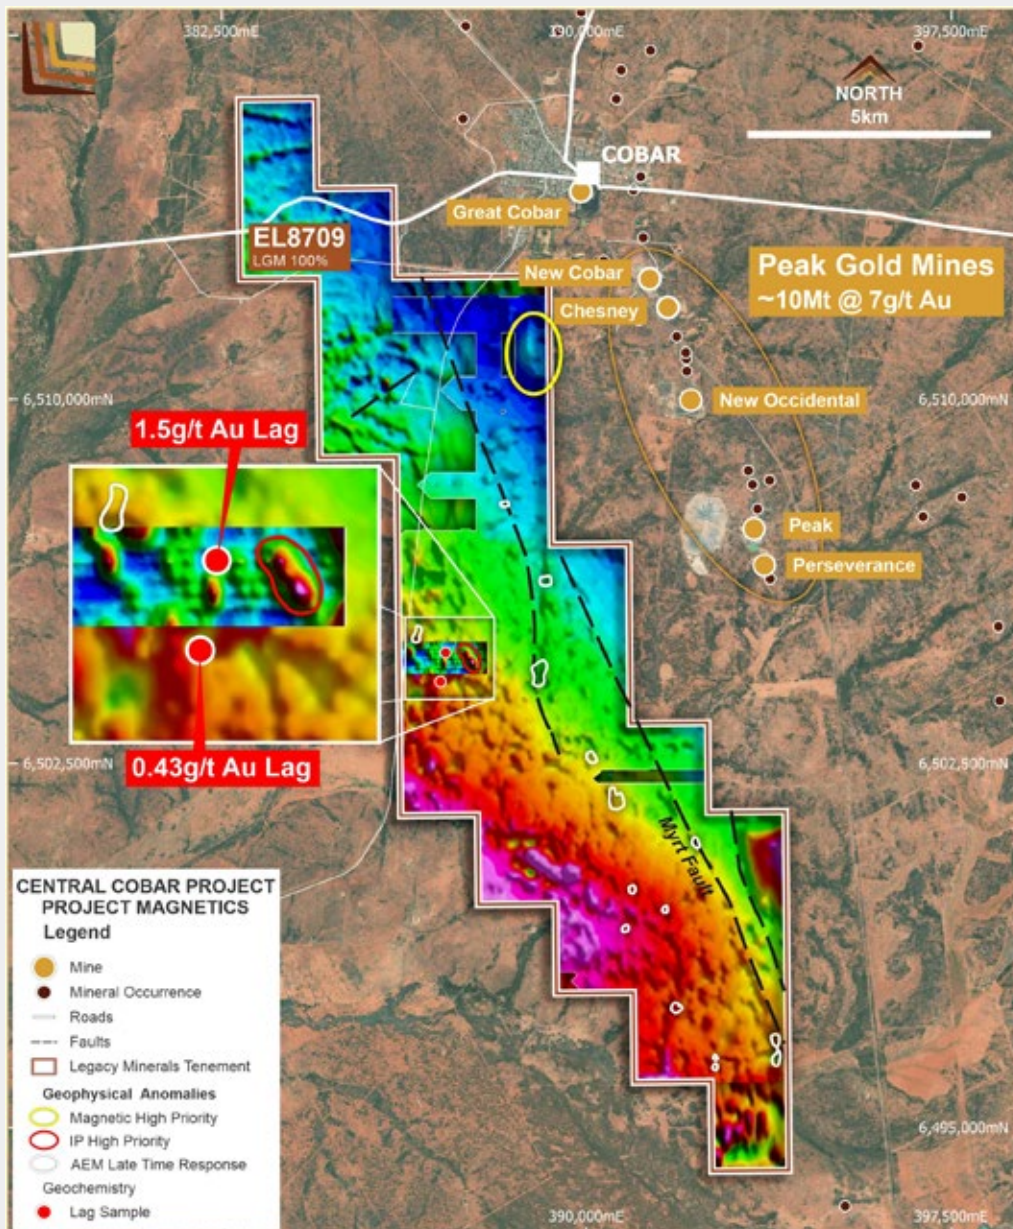 382,500mE
390,000mE
397,500mE
NORTH
5km
COBAR
Great Cobar
EL8709
LGM 100%
New Cobar
Chesney
Peak Gold Mines
~10Mt @ 7g/t Au
6,510,000mN
New Occidental
6,510,000mN
1.5g/t Au Lag
Peak
Perseverance
0.43g/t Au Lag
6,502,500mN
6,502,500mN
Myrt Fault
CENTRAL COBAR PROJECT
PROJECT MAGNETICS
Legend
Mine
Mineral Occurrence
Roads
Faults
Legacy Minerals Tenement
Geophysical Anomalies
Magnetic High Priority
IP High Priority
AEM Late Time Response
Geochemistry
Lag Sample
6,495,000mN
390,000mE
397,500mE